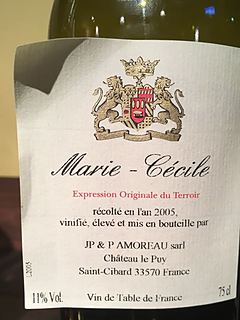 Marie - Cécile
Expression Originale du Terroir
récolté en l'an 2005,
vinifié, élevé et mis en bouteille par
JP & P AMOREAU sarl
Château le Puy
Saint-Cibard 33570 France
L2005
11% Vol.
Vin de Table de France
75 cl